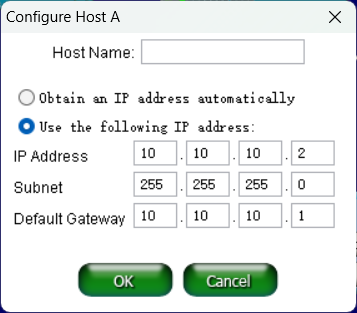 Configure Host A
Host Name:
Obtain an IP address automatically
Use the following IP address:
IP Address 10 . 10 . 10 . 2
Subnet 255 . 255 . 255 . 0
Default Gateway 10 . 10 . 10 . 1
OK Cancel